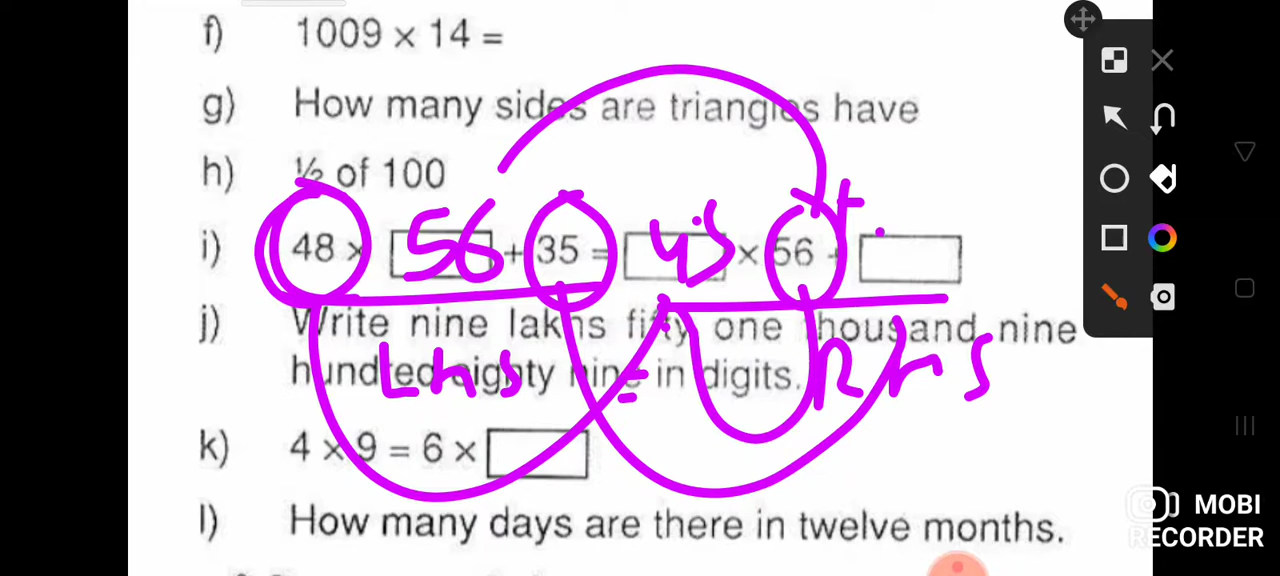 f) 1009 × 14 =
g) How many sides are triangles have
h) ½ of 100
i) 48 × 56 + 35 = × 56 +
j) Write nine lakhs fifty one thousand nine
hundred eighty nine in digits.
LHS = RHS
k) 4 × 9 = 6 ×
l) How many days are there in twelve months.
MOBI
RECORDER